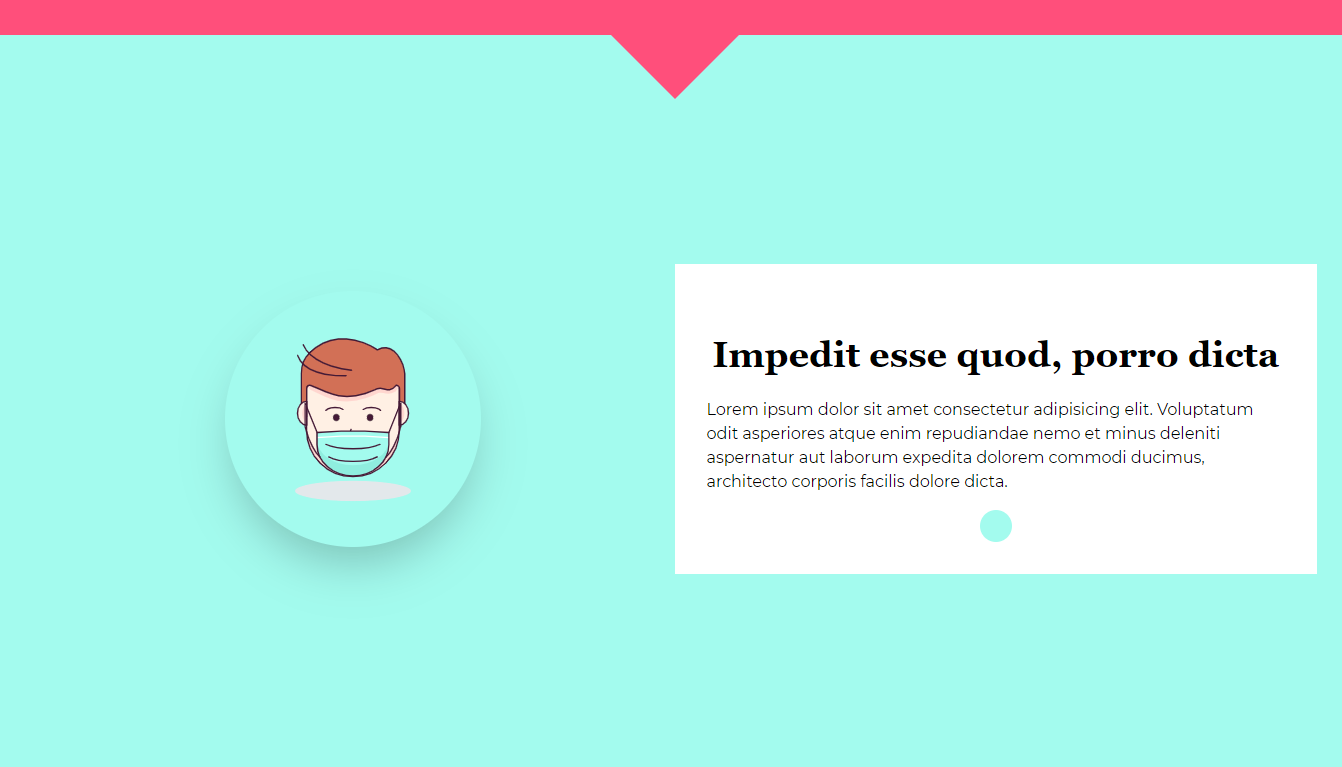 Impedit esse quod, porro dicta
Lorem ipsum dolor sit amet consectetur adipisicing elit. Voluptatum
odit asperiores atque enim repudiandae nemo et minus deleniti
aspernatur aut laborum expedita dolorem commodi ducimus,
architecto corporis facilis dolore dicta.